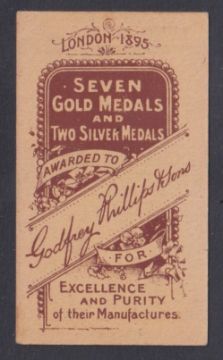 LONDON 1895
SEVEN
GOLD MEDALS
AND
TWO SILVER MEDALS
AWARDED TO
Godfrey Phillips & Sons
FOR
EXCELLENCE
AND PURITY
of their Manufactures.